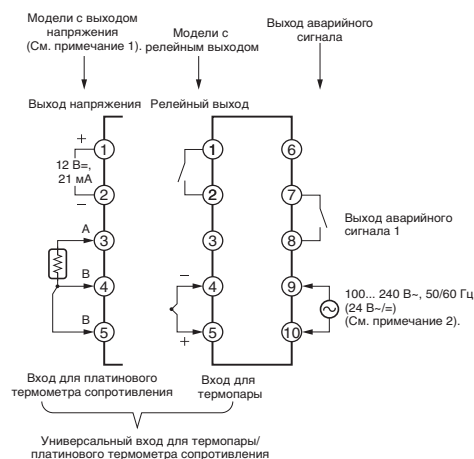 Модели с выходом
напряжения
(См. примечание 1).
Модели с
релейным выходом
Выход аварийного
сигнала
Выход напряжения
Релейный выход
+
12 В=,
21 мА
−
1
2
A
3
B
4
B
5
1
2
3
−
4
+
5
6
7
8
9
10
Выход аварийного
сигнала 1
100... 240 В~, 50/60 Гц
(24 В~/=)
(См. примечание 2).
Вход для платинового
термометра сопротивления
Вход для
термопары
Универсальный вход для термопары/
платинового термометра сопротивления